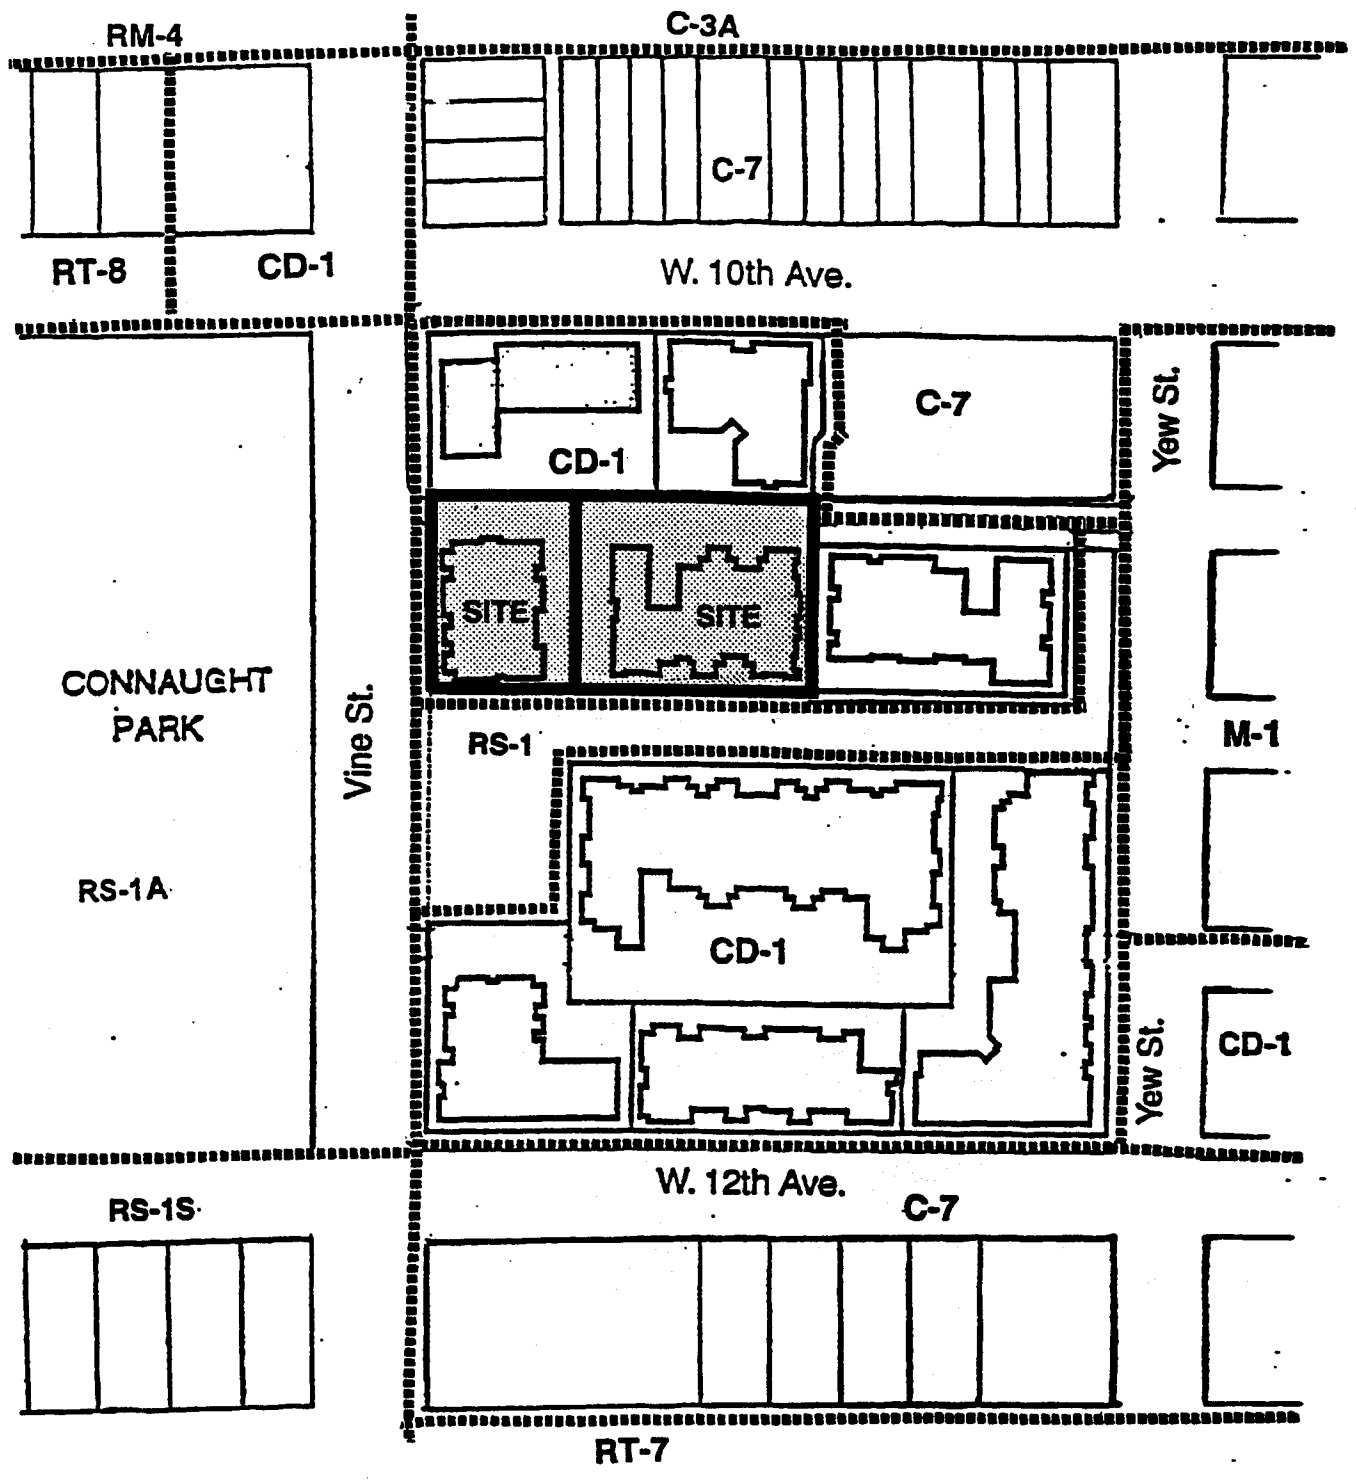 RM-4
C-3A
C-7
RT-8
CD-1
W. 10th Ave.
C-7
Yew St.
CD-1
SITE
SITE
CONNAUGHT
PARK
Vine St.
RS-1
M-1
RS-1A
CD-1
Yew St.
CD-1
W. 12th Ave.
RS-1S
C-7
RT-7